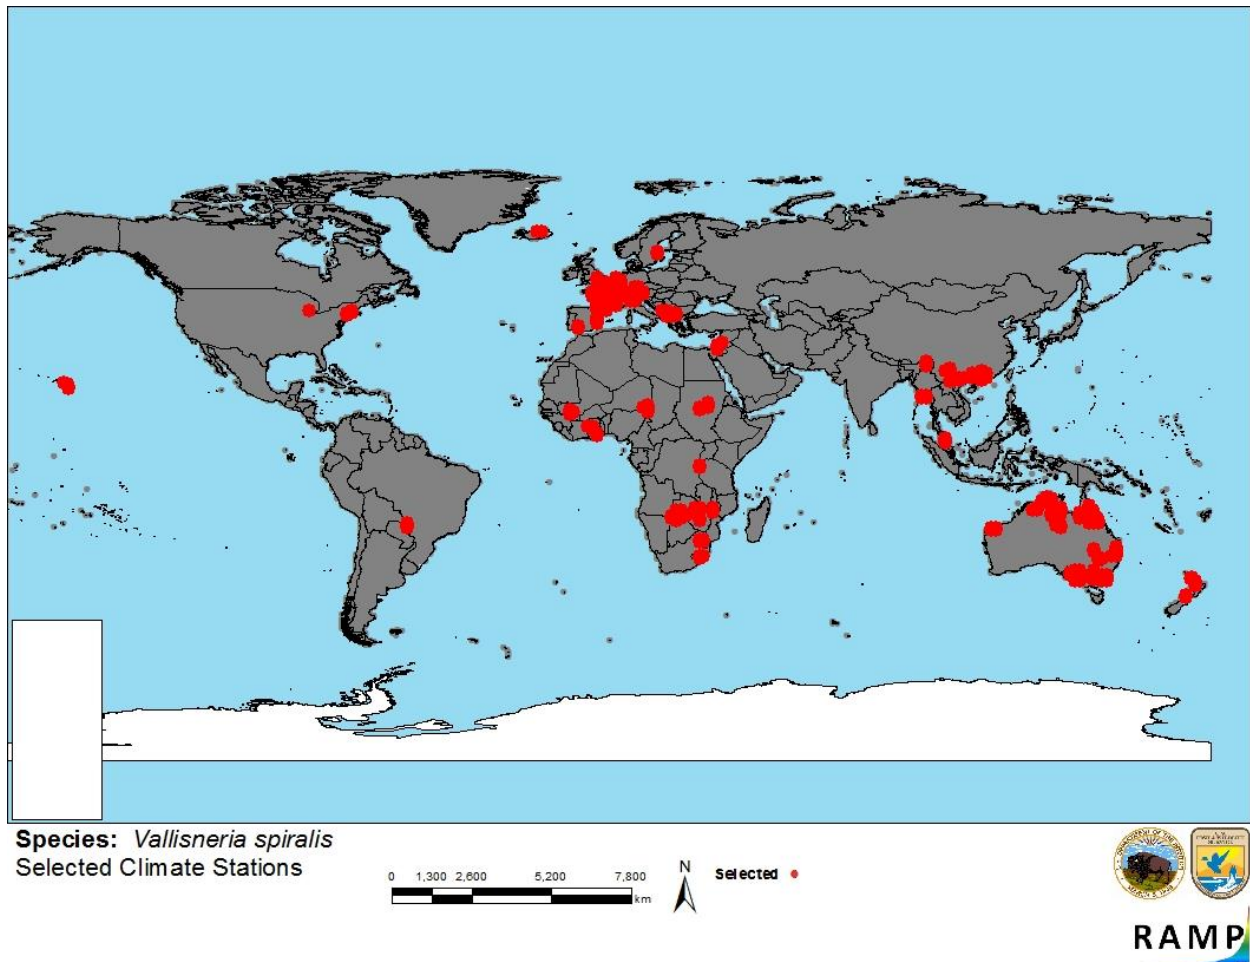 Species: Vallisneria spiralis
Selected Climate Stations
0 1,300 2,600 5,200 7,800
km
N
Selected
RAMP